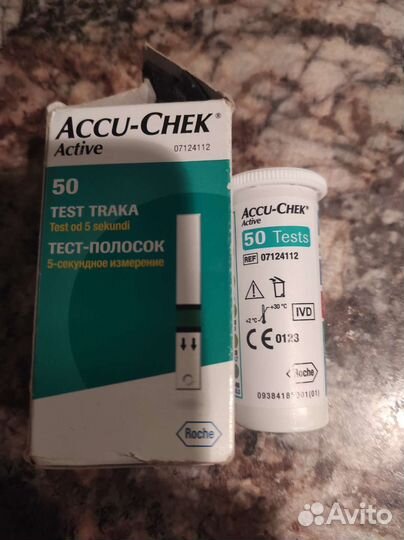 ACCU-CHEK®
Active
07124112
50
TEST TRAKA
Test od 5 sekundi
ТЕСТ-ПОЛОСОК
5-секундное измерение
Roche
ACCU-CHEK®
Active
50 Tests
REF 07124112
+30 °C
+2 °C
IVD
CE 0123
Roche
Avito